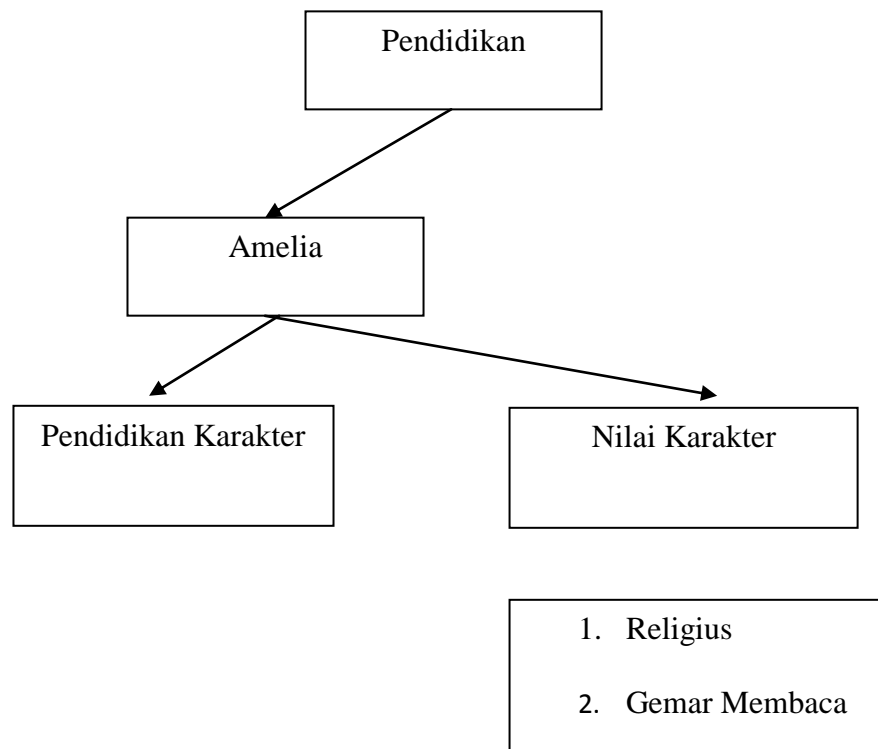 Pendidikan
Amelia
Pendidikan Karakter
Nilai Karakter
1. Religius
2. Gemar Membaca